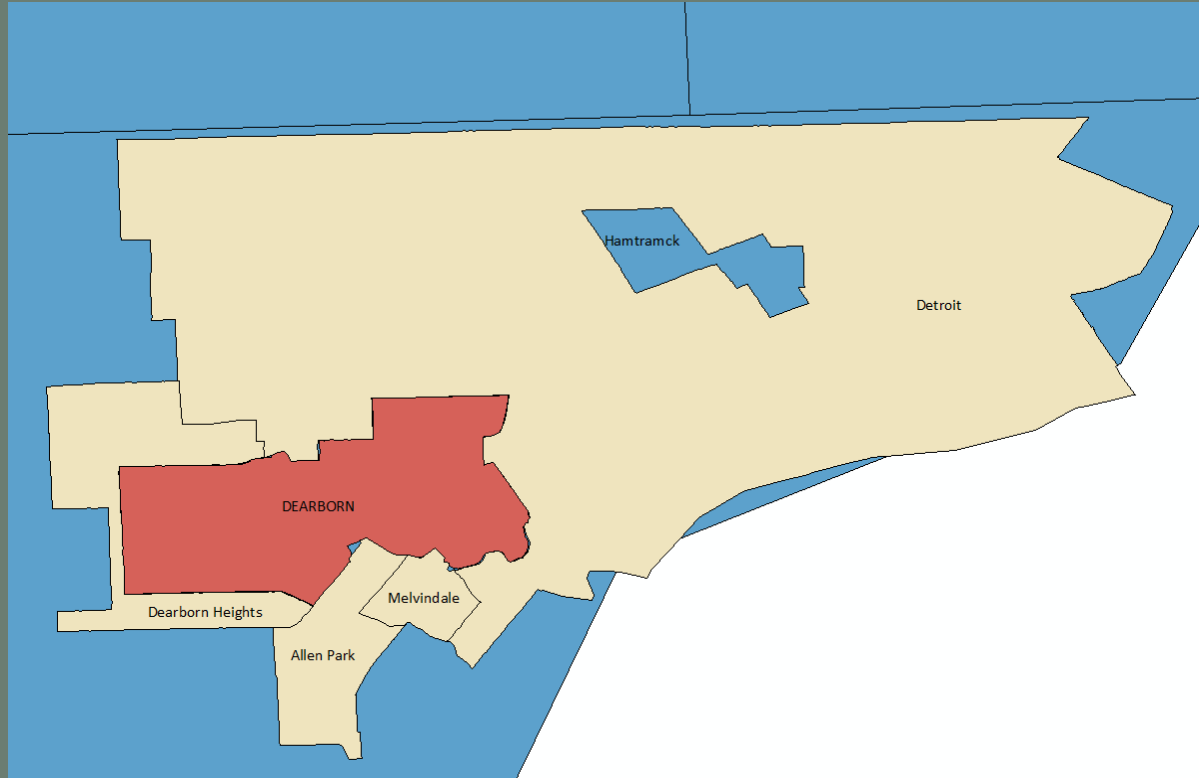 Hamtramck
Detroit
DEARBORN
Melvindale
Dearborn Heights
Allen Park